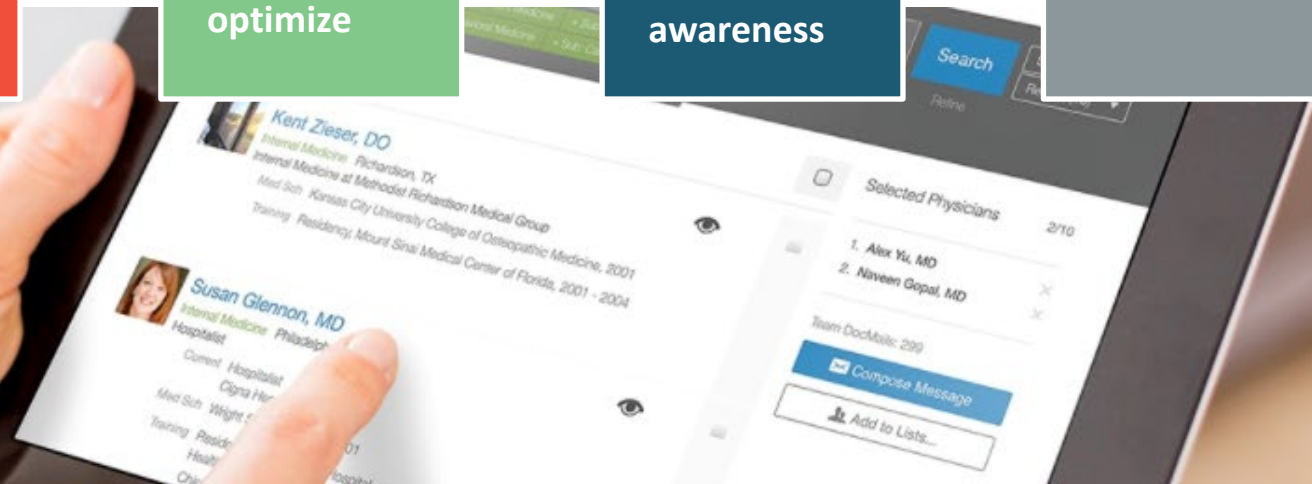 optimize
awareness
Search
Refine
Kent Zieser, DO
Internal Medicine Richardson, TX
Internal Medicine at Methodist Richardson Medical Group
Med Sch Kansas City University College of Osteopathic Medicine, 2001
Training Residency, Mount Sinai Medical Center of Florida, 2001 - 2004
Susan Glennon, MD
Internal Medicine
Hospitalist
Current Hospitalist
Cigna
Med Sch Wright
01
Training
Selected Physicians 2/10
1. Alex Yu, MD
2. Naveen Gopal, MD
Team DocMails: 299
Compose Message
Add to Lists...